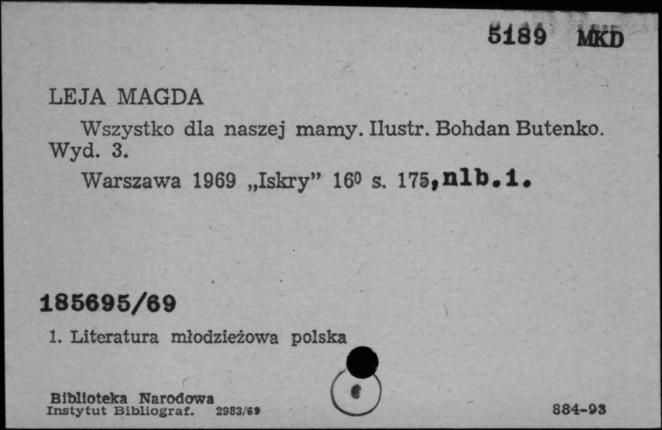 5189 MKD
LEJA MAGDA
Wszystko dla naszej mamy. Ilustr. Bohdan Butenko.
Wyd. 3.
Warszawa 1969 „Iskry” 16⁰ s. 175, nlb. 1.
185695/69
1. Literatura młodzieżowa polska
Biblioteka Narodowa
Instytut Bibliograf. 2983/69
884-93